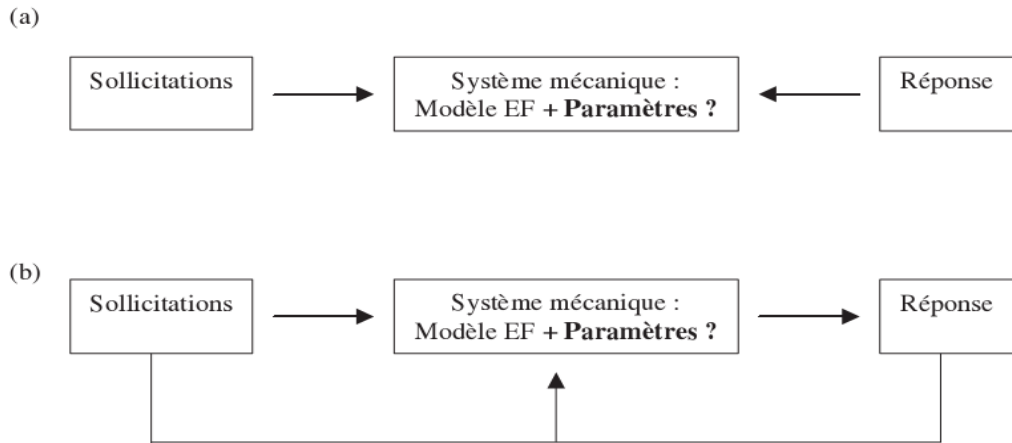 (a)
Sollicitations
Système mécanique :
Modèle EF + Paramètres ?
Réponse
(b)
Sollicitations
Système mécanique :
Modèle EF + Paramètres ?
Réponse